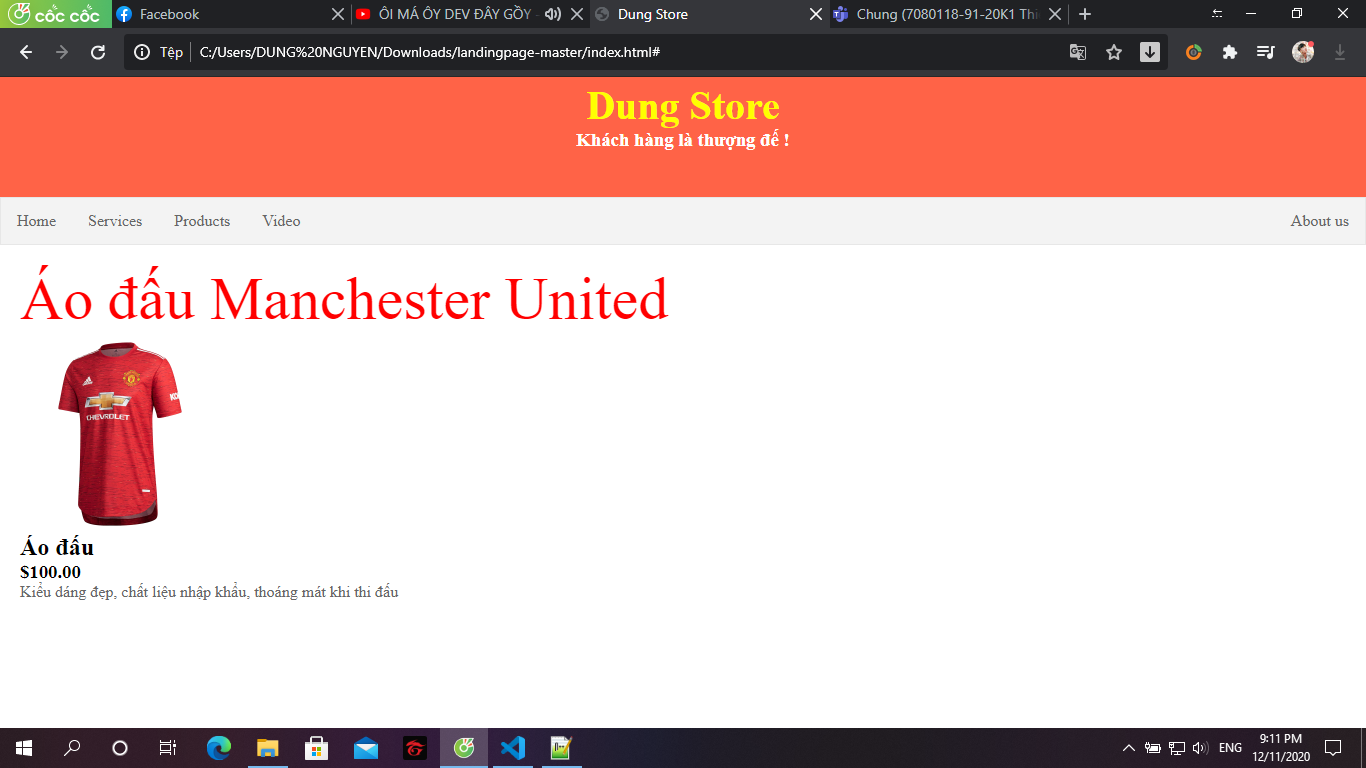 cốc cốc
Facebook
ÔI MÁ ÔY DEV ĐÂY GỒY -
Dung Store
Chung (7080118-91-20K1 Thi
Tệp
C:/Users/DUNG%20NGUYEN/Downloads/landingpage-master/index.html#
Dung Store
Khách hàng là thượng đế !
Home
Services
Products
Video
About us
Áo đấu Manchester United
CHEVROLET
Áo đấu
$100.00
Kiểu dáng đẹp, chất liệu nhập khẩu, thoáng mát khi thi đấu
ENG
9:11 PM
12/11/2020